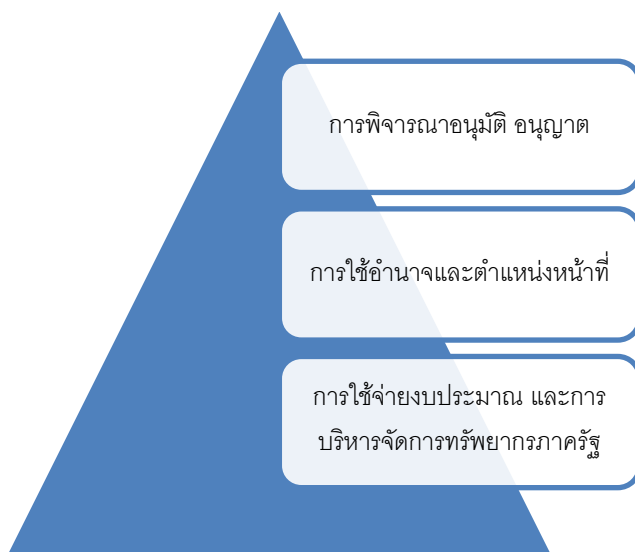 การพิจารณาอนุมัติ อนุญาต
การใช้อำนาจและตำแหน่งหน้าที่
การใช้จ่ายงบประมาณ และการ
บริหารจัดการทรัพยากรภาครัฐ